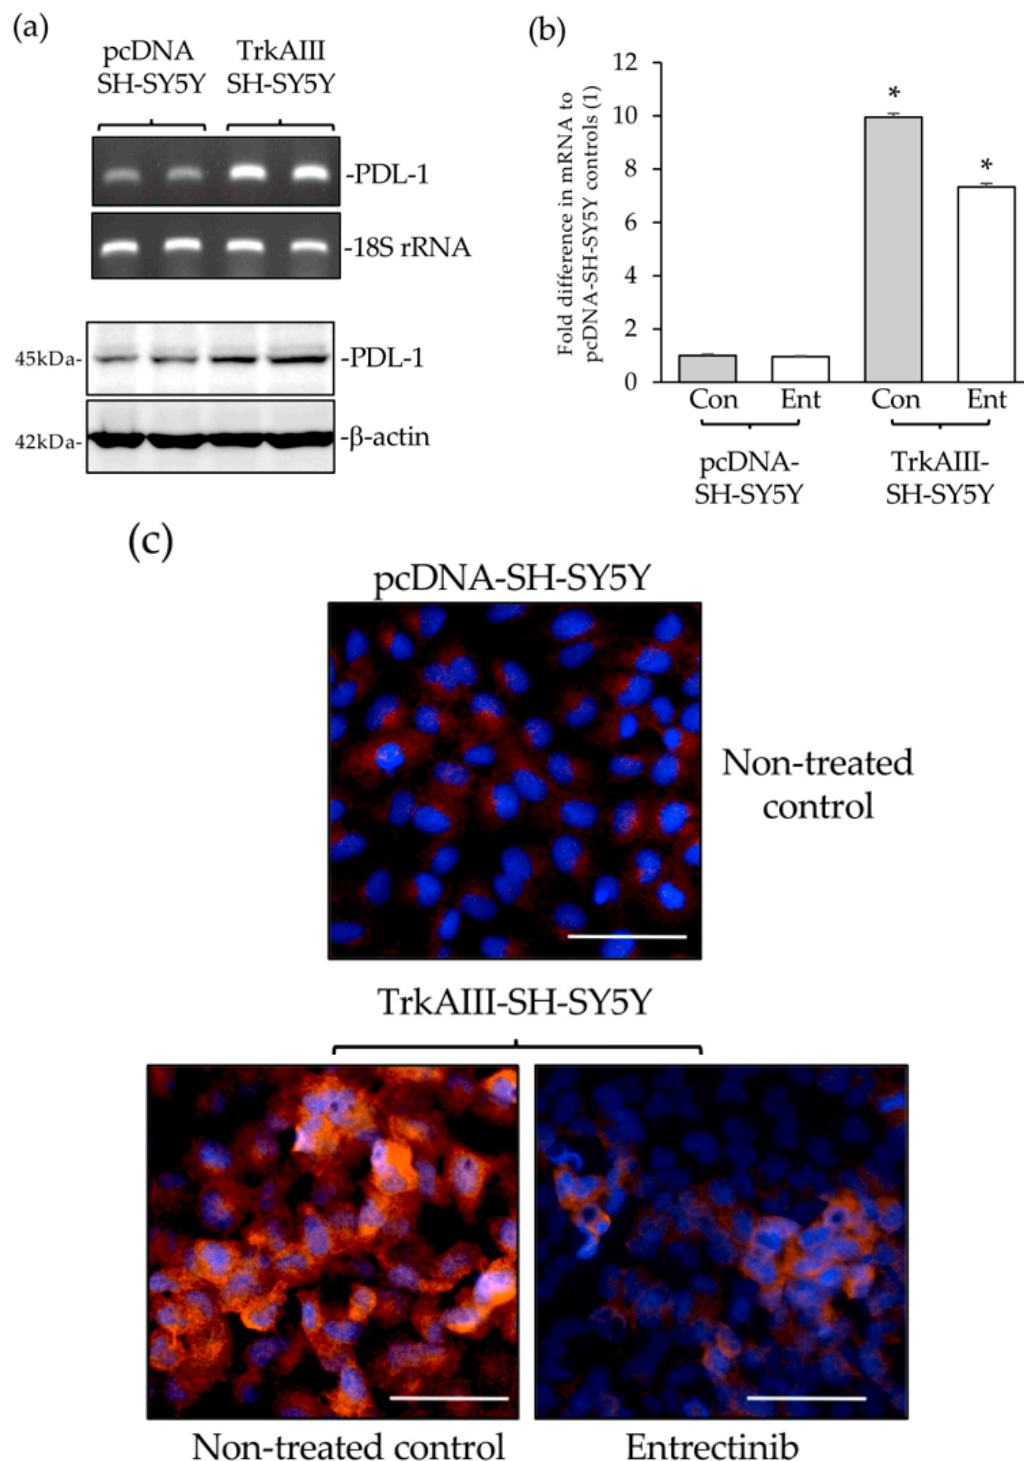 (a)
pcDNA TrkAIII
SH-SY5Y SH-SY5Y
-PDL-1
-18S rRNA
45kDa- -PDL-1
42kDa- -β-actin
(b)
Fold difference in mRNA to
pcDNA-SH-SY5Y controls (1)
12
10
8
6
4
2
0
*
*
Con Ent Con Ent
pcDNA- TrkAIII-
SH-SY5Y SH-SY5Y
(c)
pcDNA-SH-SY5Y
Non-treated
control
TrkAIII-SH-SY5Y
Non-treated control Entrectinib